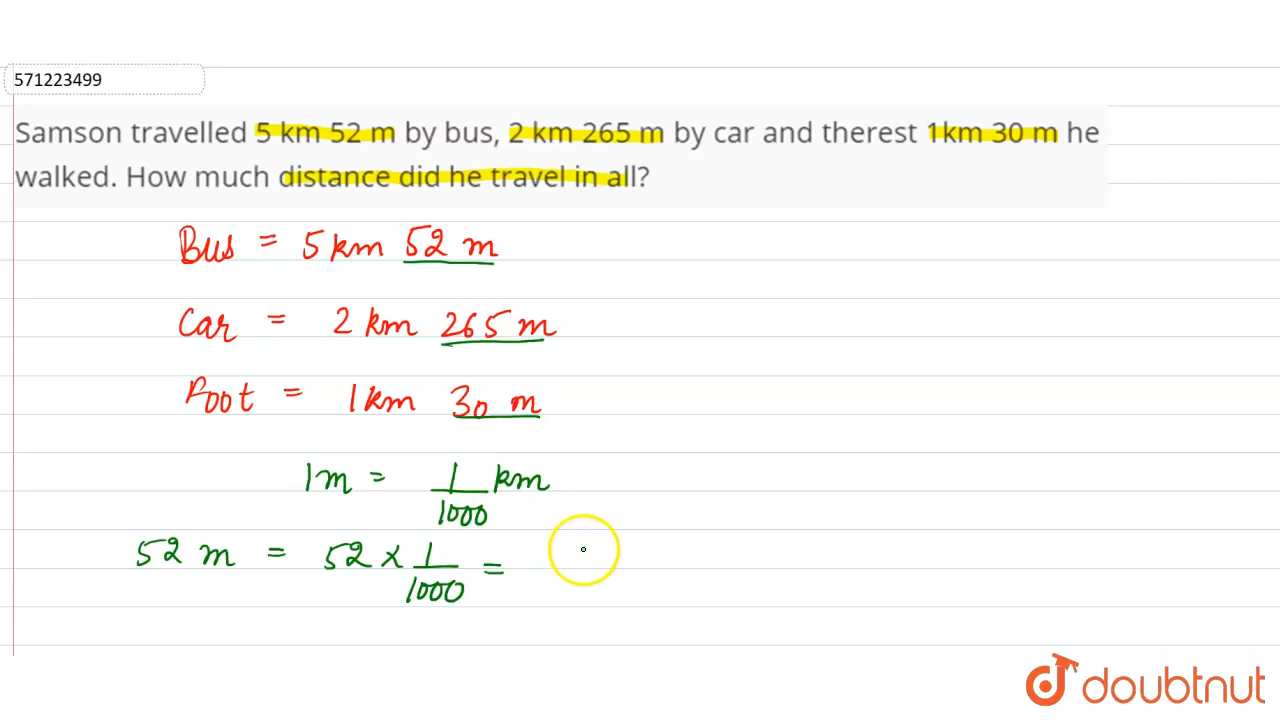 571223499
Samson travelled 5 km 52 m by bus, 2 km 265 m by car and therest 1km 30 m he
walked. How much distance did he travel in all?
Bus = 5 km 52 m
Car = 2 km 265 m
Foot = 1 km 30 m
1m = 1/1000 km
52 m = 52 × 1/1000 =
doubtnut